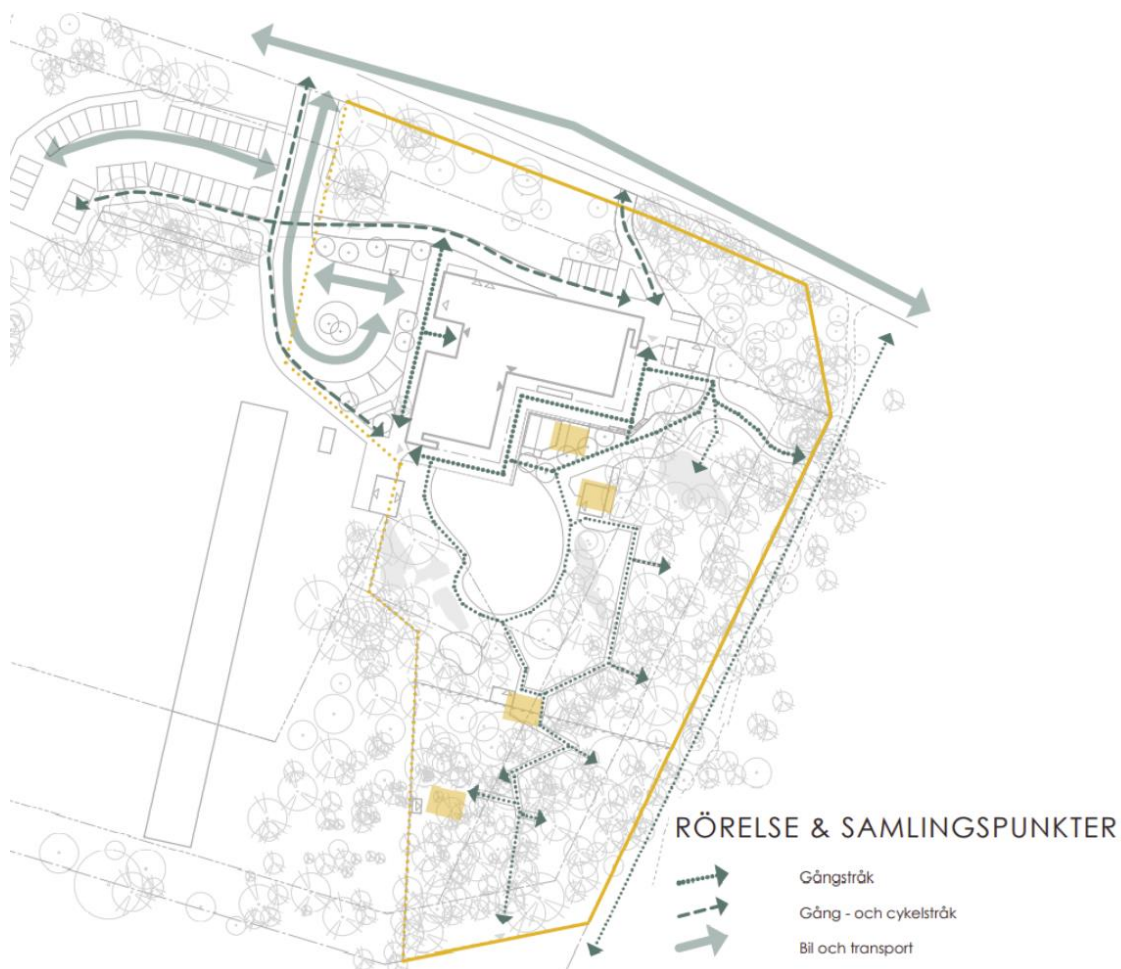 RÖRELSE & SAMLINGSPUNKTER
Gångstråk
Gång - och cykelstråk
Bil och transport